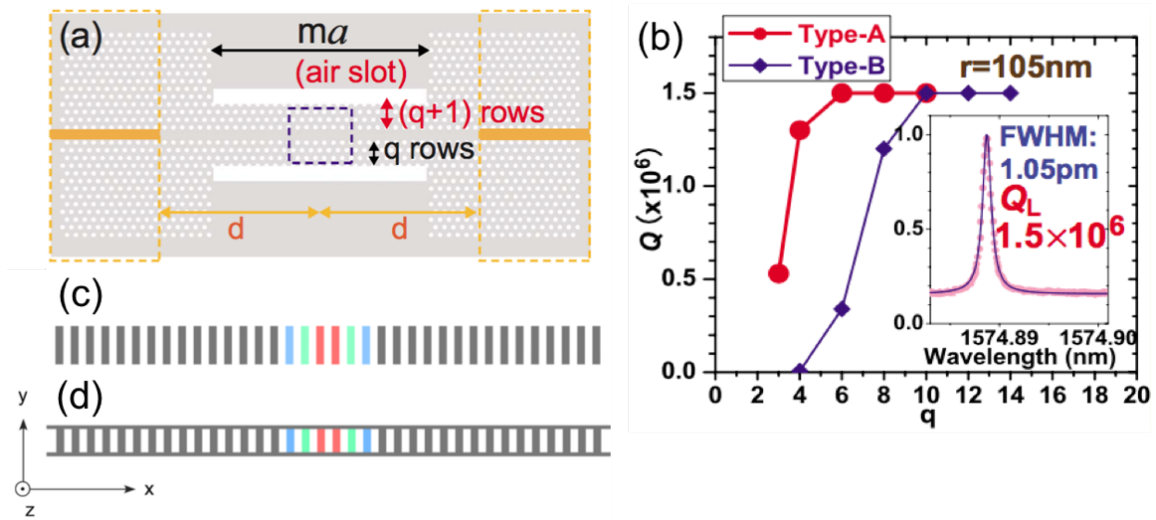 (a)
ma
(air slot)
(q+1) rows
q rows
d
d
(b)
Type-A
Type-B
r=105nm
1.5
1.0
0.5
0.0
Q (x10⁶)
0 2 4 6 8 10 12 14 16 18 20
q
1.0
0.5
0.0
FWHM:
1.05pm
QL
1.5×10⁶
1574.89 1574.90
Wavelength (nm)
(c)
(d)
y
x
z